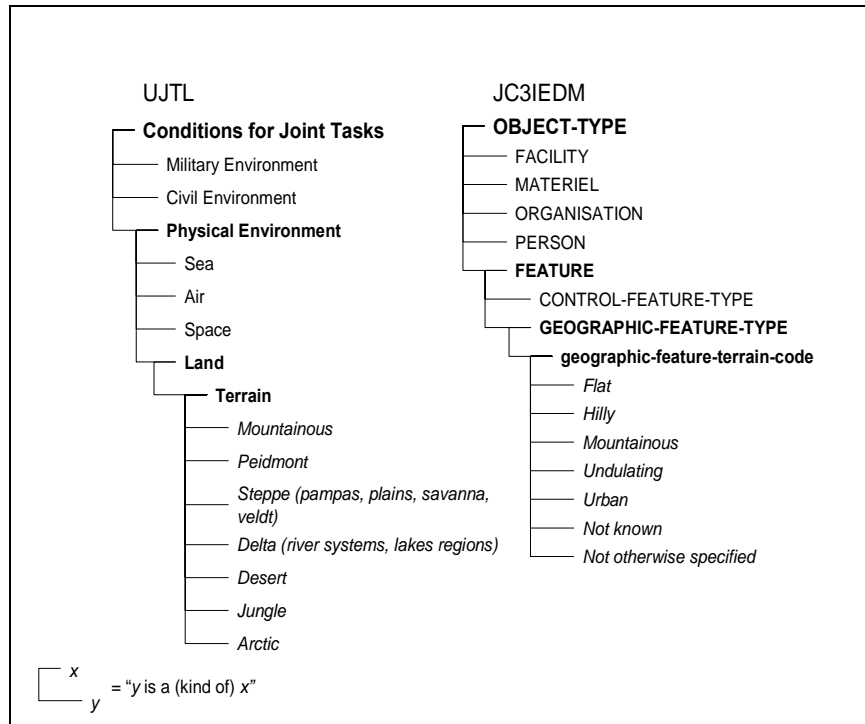 UJTL
Conditions for Joint Tasks
Military Environment
Civil Environment
Physical Environment
Sea
Air
Space
Land
Terrain
Mountainous
Peidmont
Steppe (pampas, plains, savanna,
veldt)
Delta (river systems, lakes regions)
Desert
Jungle
Arctic
JC3IEDM
OBJECT-TYPE
FACILITY
MATERIEL
ORGANISATION
PERSON
FEATURE
CONTROL-FEATURE-TYPE
GEOGRAPHIC-FEATURE-TYPE
geographic-feature-terrain-code
Flat
Hilly
Mountainous
Undulating
Urban
Not known
Not otherwise specified
x
y = “y is a (kind of) x”